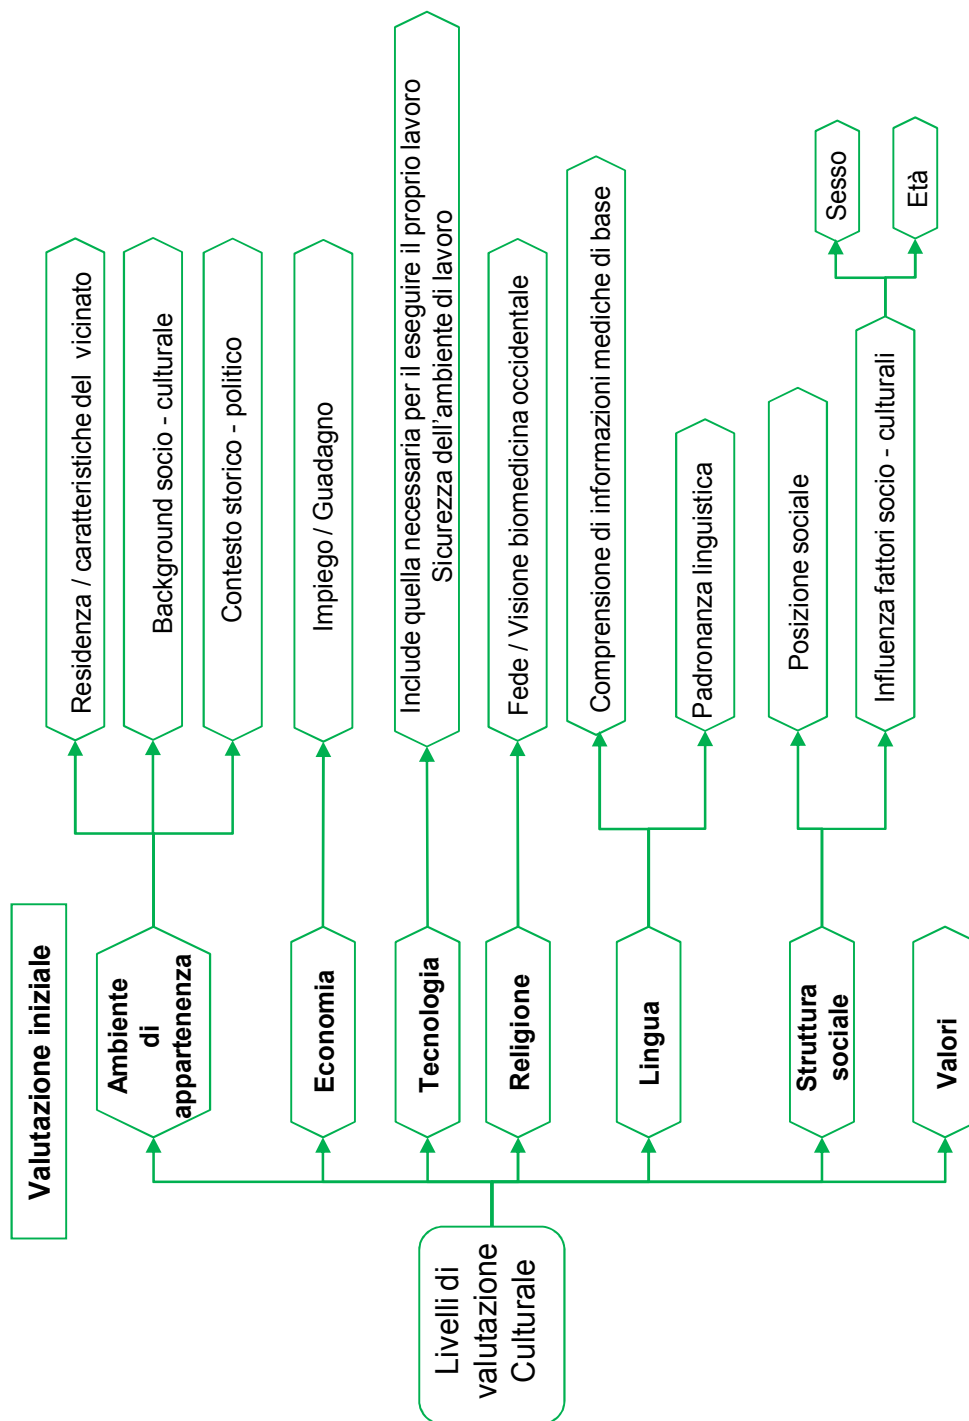 Valutazione iniziale
Livelli di
valutazione
Culturale
Ambiente
di
appartenenza
Residenza / caratteristiche del vicinato
Background socio - culturale
Contesto storico - politico
Economia
Impiego / Guadagno
Tecnologia
Include quella necessaria per il eseguire il proprio lavoro
Sicurezza dell'ambiente di lavoro
Religione
Fede / Visione biomedicina occidentale
Lingua
Comprensione di informazioni mediche di base
Padronanza linguistica
Struttura
sociale
Posizione sociale
Influenza fattori socio - culturali
Sesso
Età
Valori